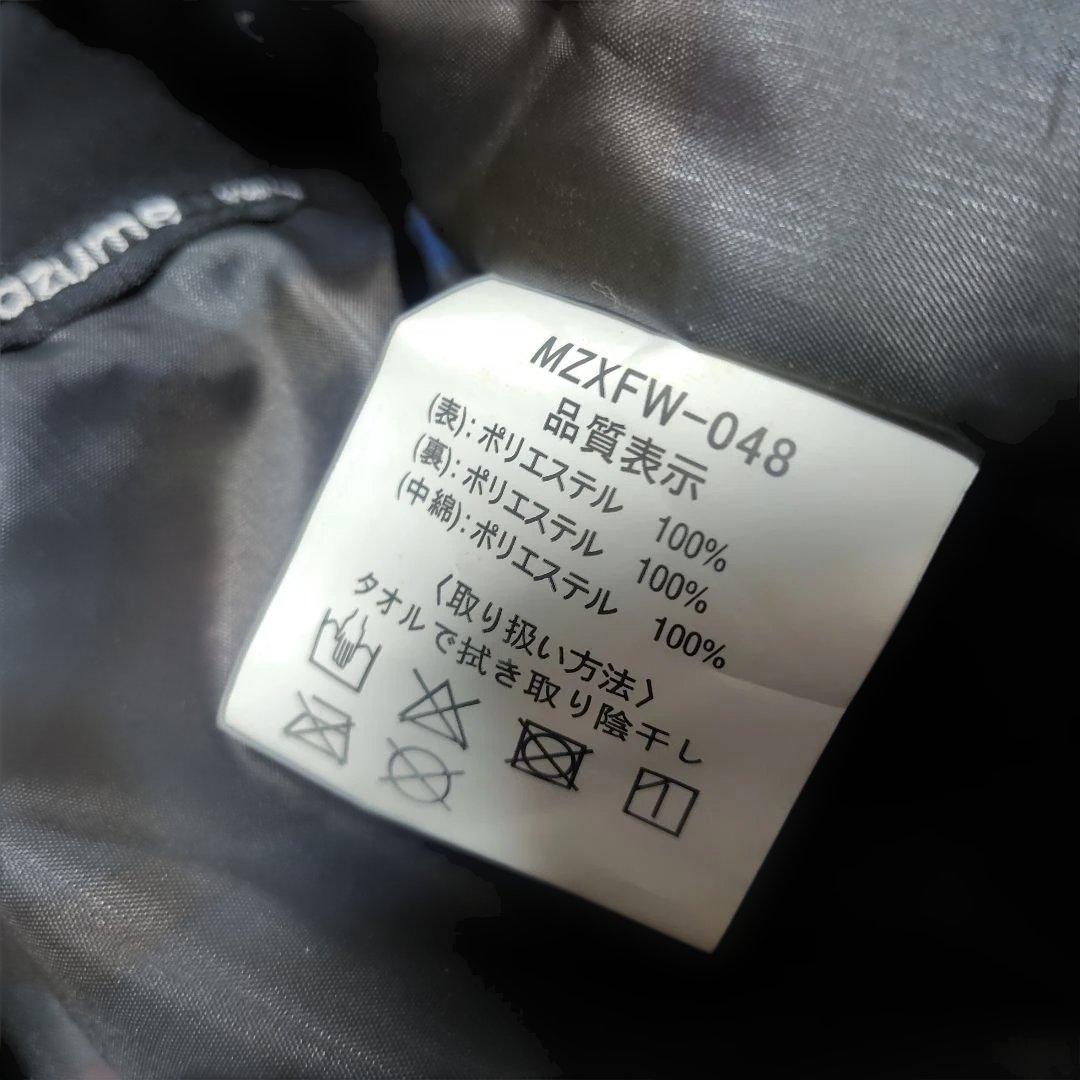 MZXFW-048
品質表示
(表):ポリエステル 100%
(裏):ポリエステル 100%
(中綿):ポリエステル 100%
〈取り扱い方法〉
タオルで拭き取り陰干し